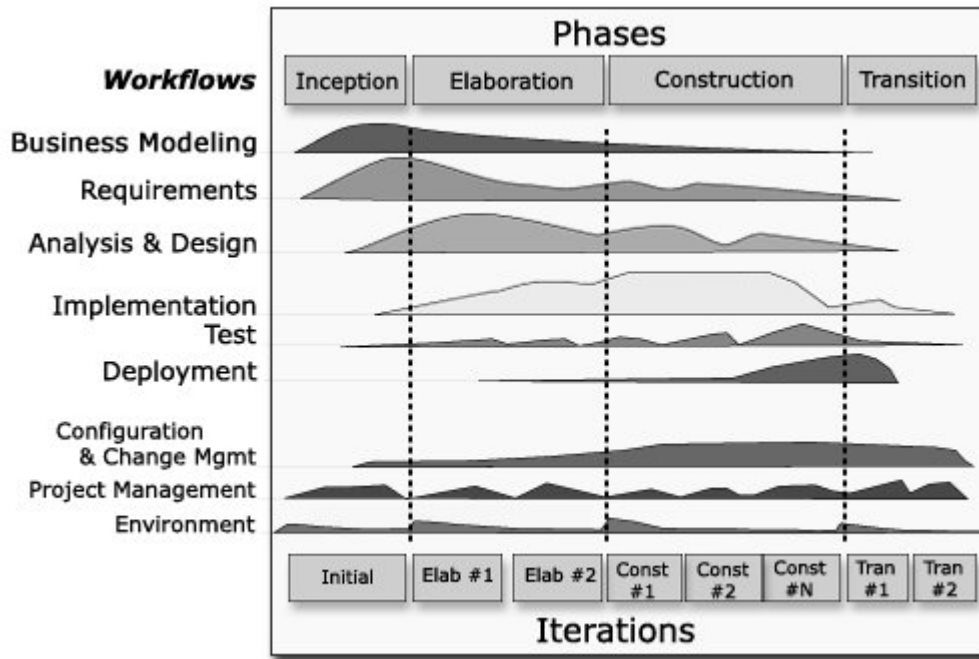 Phases
Workflows
Inception
Elaboration
Construction
Transition
Business Modeling
Requirements
Analysis & Design
Implementation
Test
Deployment
Configuration
& Change Mgmt
Project Management
Environment
Initial
Elab #1
Elab #2
Const
#1
Const
#2
Const
#N
Tran
#1
Tran
#2
Iterations